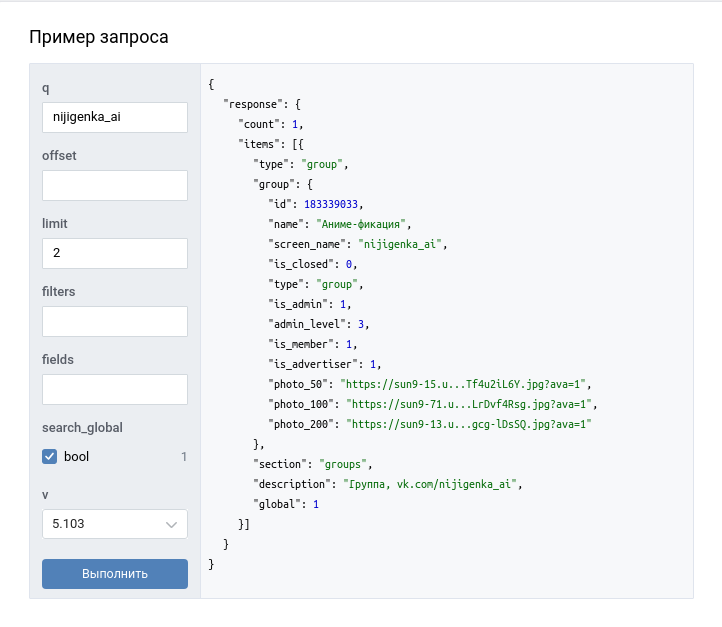 Пример запроса
q
nijigenka_ai
offset
limit
2
filters
fields
search_global
bool 1
v
5.103
Выполнить
{
"response": {
"count": 1,
"items": [{
"type": "group",
"group": {
"id": 183339033,
"name": "Аниме-фикация",
"screen_name": "nijigenka_ai",
"is_closed": 0,
"type": "group",
"is_admin": 1,
"admin_level": 3,
"is_member": 1,
"is_advertiser": 1,
"photo_50": "https://sun9-15.u...Tf4u2iL6Y.jpg?ava=1",
"photo_100": "https://sun9-71.u...LrDvf4Rsg.jpg?ava=1",
"photo_200": "https://sun9-13.u...gcg-lDsSQ.jpg?ava=1"
},
"section": "groups",
"description": "Группа, vk.com/nijigenka_ai",
"global": 1
}]
}
}